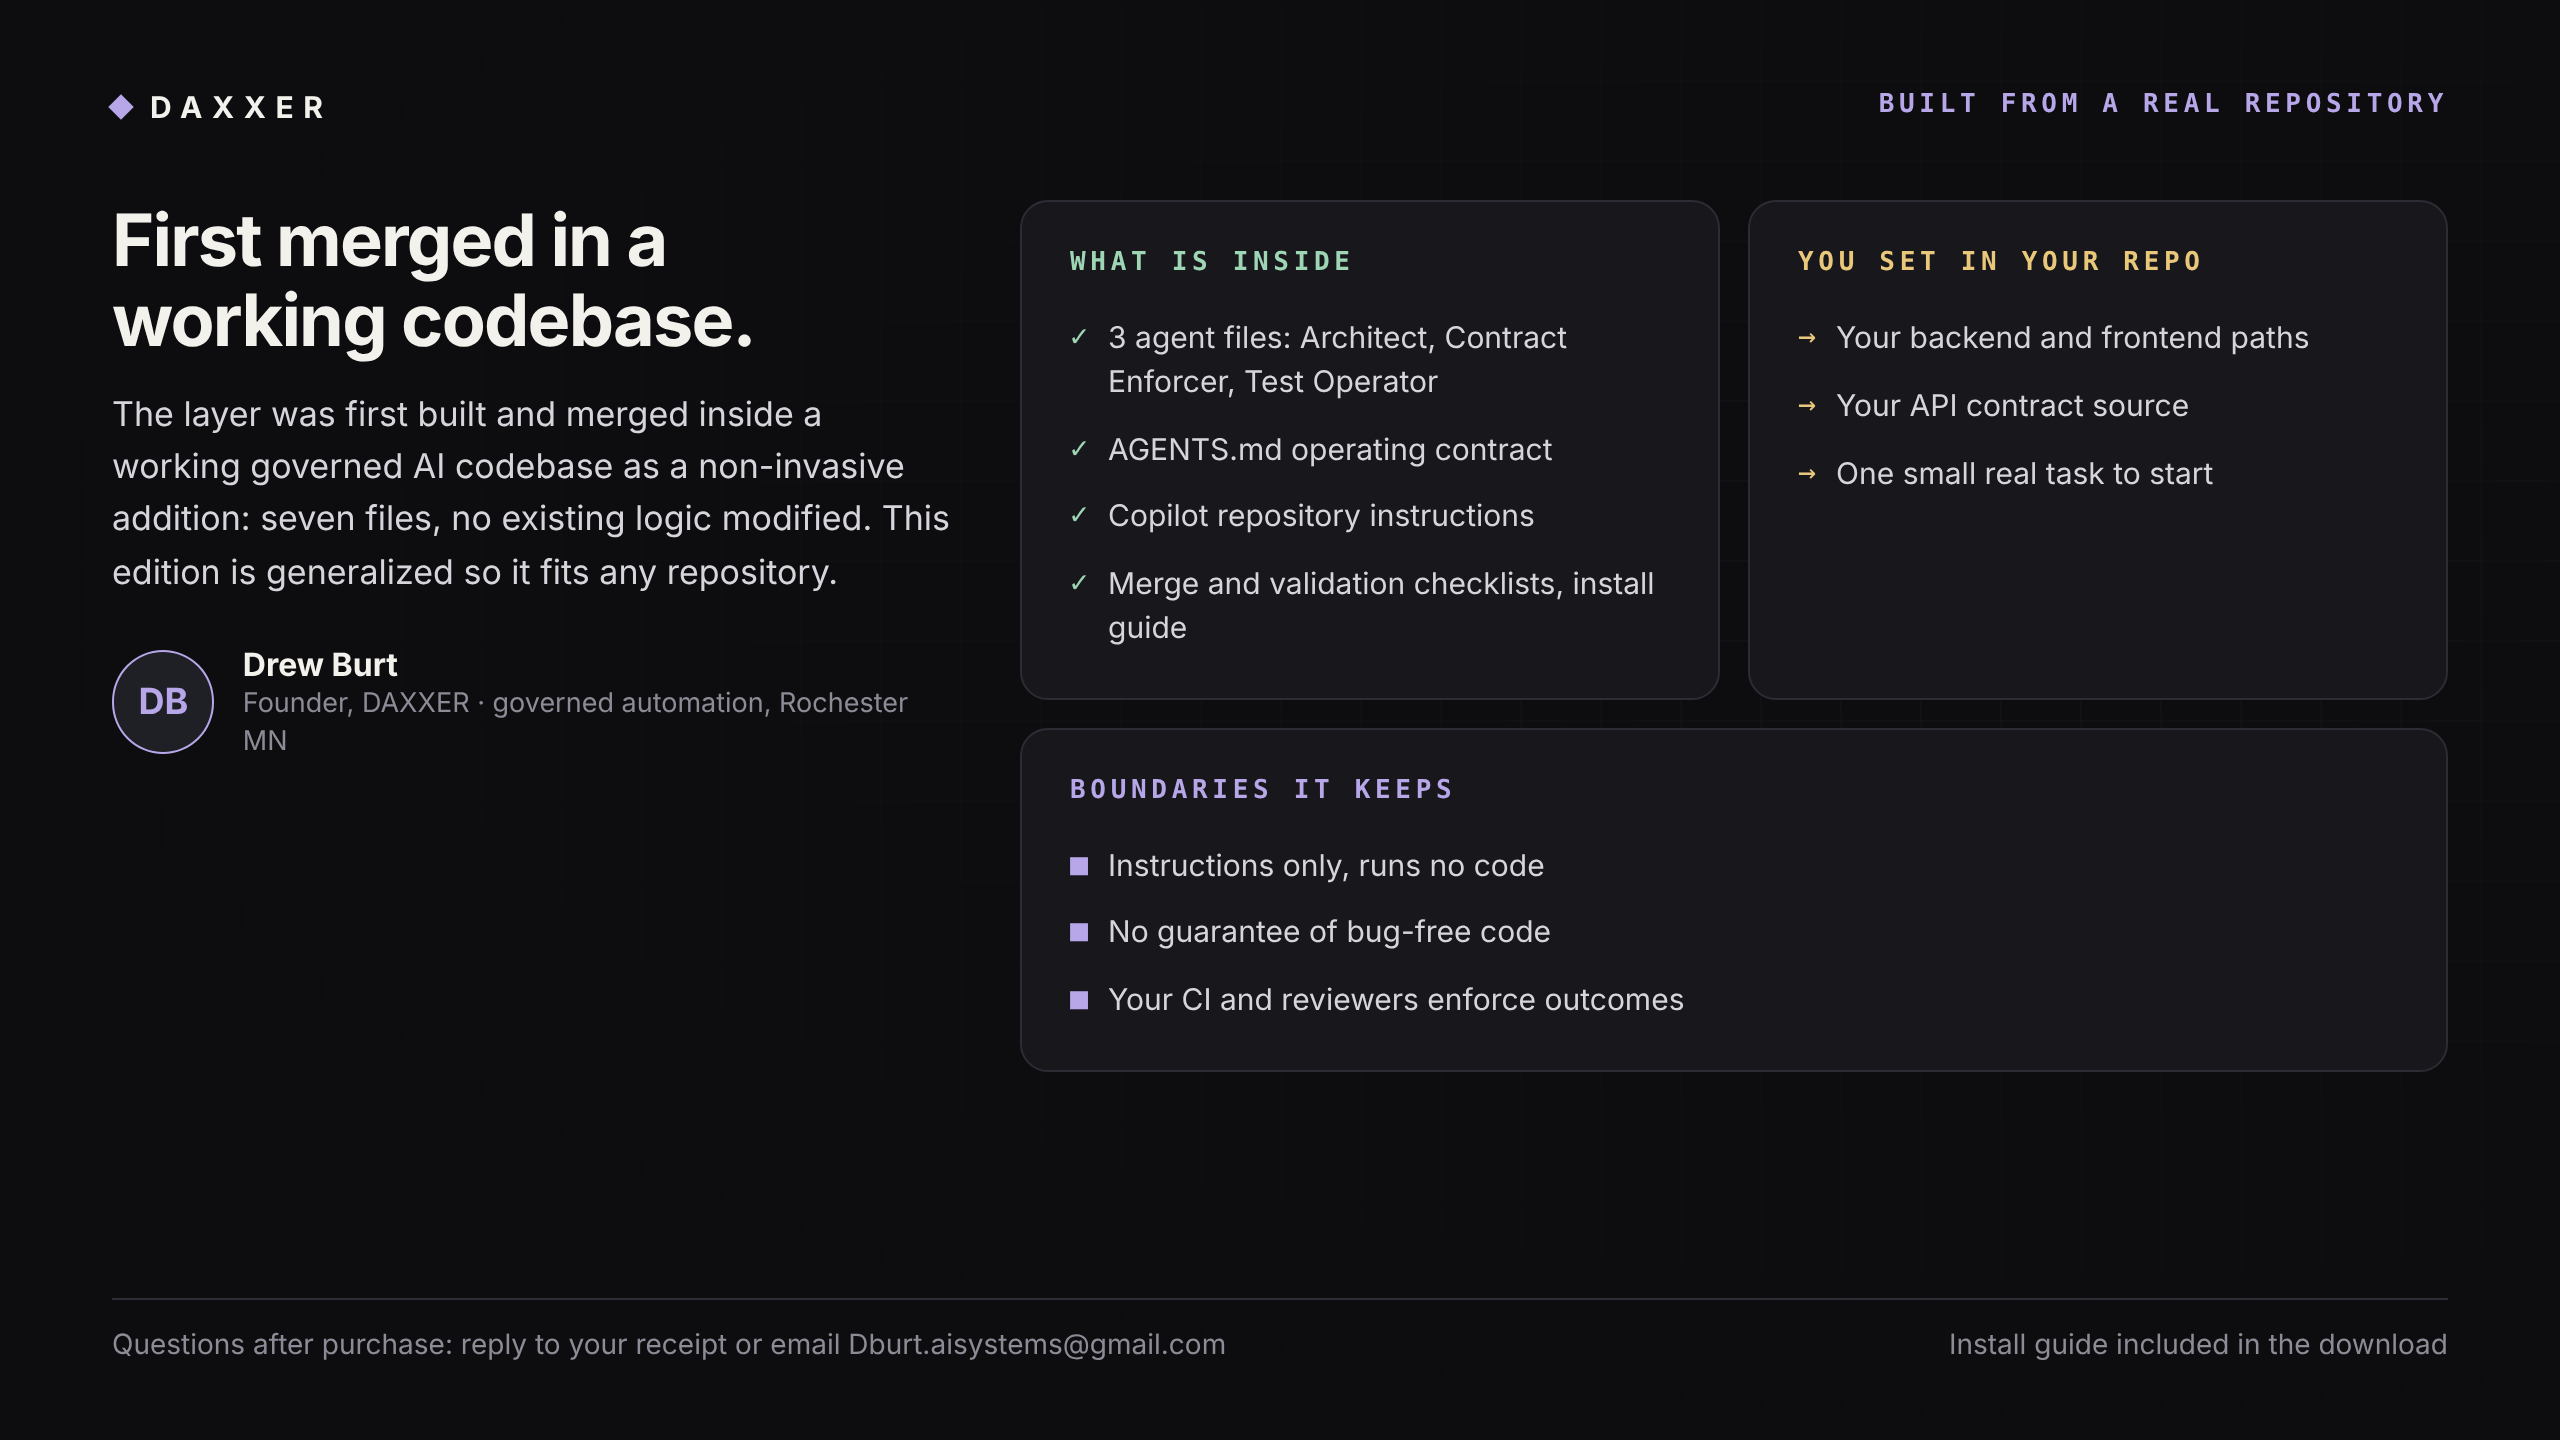 DAXXER
BUILT FROM A REAL REPOSITORY
First merged in a
working codebase.
The layer was first built and merged inside a
working governed AI codebase as a non-invasive
addition: seven files, no existing logic modified. This
edition is generalized so it fits any repository.
DB
Drew Burt
Founder, DAXXER · governed automation, Rochester
MN
WHAT IS INSIDE
✓ 3 agent files: Architect, Contract
Enforcer, Test Operator
✓ AGENTS.md operating contract
✓ Copilot repository instructions
✓ Merge and validation checklists, install
guide
YOU SET IN YOUR REPO
→ Your backend and frontend paths
→ Your API contract source
→ One small real task to start
BOUNDARIES IT KEEPS
■ Instructions only, runs no code
■ No guarantee of bug-free code
■ Your CI and reviewers enforce outcomes
Questions after purchase: reply to your receipt or email Dburt.aisystems@gmail.com
Install guide included in the download